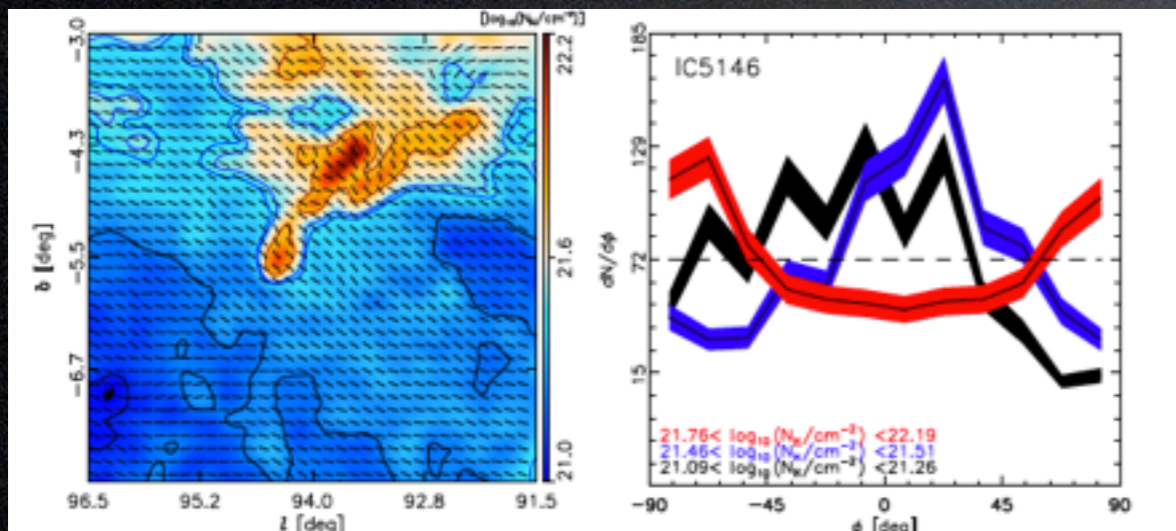 [log₁₀(N_H/cm⁻²)]
-3.0
-4.3
-5.5
-6.7
b [deg]
96.5 95.2 94.0 92.8 91.5
l [deg]
22.2
21.6
21.0
IC5146
185
129
72
15
dN/dϕ
21.76< log₁₀(N_H/cm⁻²) <22.19
21.46< log₁₀(N_H/cm⁻²) <21.51
21.09< log₁₀(N_H/cm⁻²) <21.26
-90 -45 0 45 90
ϕ [deg]